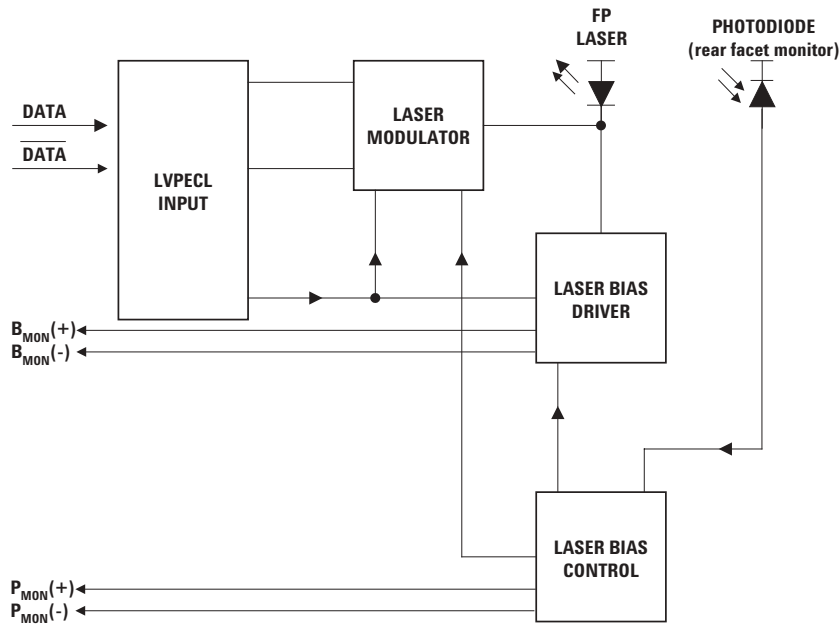 FP
LASER
PHOTODIODE
(rear facet monitor)
DATA
DATA
LVPECL
INPUT
LASER
MODULATOR
LASER BIAS
DRIVER
BMON(+)
BMON(-)
LASER BIAS
CONTROL
PMON(+)
PMON(-)